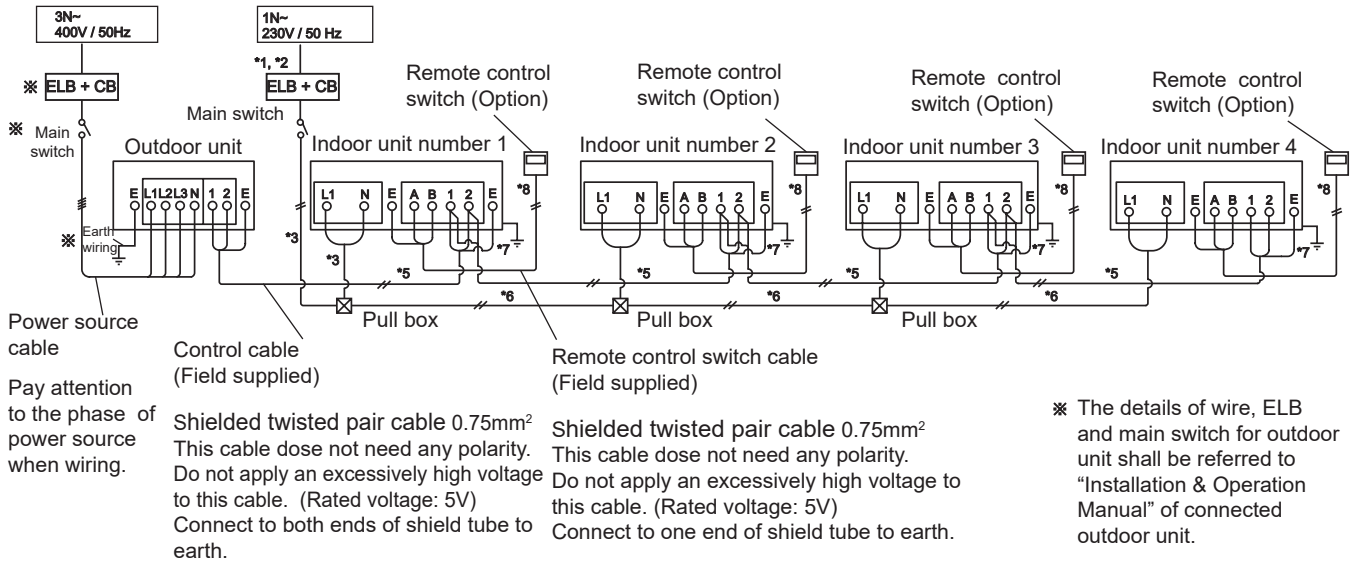 3N~
400V / 50Hz
1N~
230V / 50 Hz
*1, *2
※ ELB + CB
ELB + CB
※ Main
switch
Main switch
Remote control
switch (Option)
Remote control
switch (Option)
Remote control
switch (Option)
Remote control
switch (Option)
Outdoor unit
Indoor unit number 1
Indoor unit number 2
Indoor unit number 3
Indoor unit number 4
E L1 L2 L3 N 1 2 E
L1 N E A B 1 2 E
L1 N E A B 1 2 E
L1 N E A B 1 2 E
L1 N E A B 1 2 E
*8
*8
*8
*8
※ Earth
wiring
*3
*3
*7
*7
*7
*7
*5
*5
*5
*5
*6
*6
*6
Pull box
Pull box
Pull box
Power source
cable
Pay attention
to the phase of
power source
when wiring.
Control cable
(Field supplied)
Shielded twisted pair cable 0.75mm²
This cable dose not need any polarity.
Do not apply an excessively high voltage
to this cable. (Rated voltage: 5V)
Connect to both ends of shield tube to
earth.
Remote control switch cable
(Field supplied)
Shielded twisted pair cable 0.75mm²
This cable dose not need any polarity.
Do not apply an excessively high voltage to
this cable. (Rated voltage: 5V)
Connect to one end of shield tube to earth.
※ The details of wire, ELB
and main switch for outdoor
unit shall be referred to
“Installation & Operation
Manual” of connected
outdoor unit.